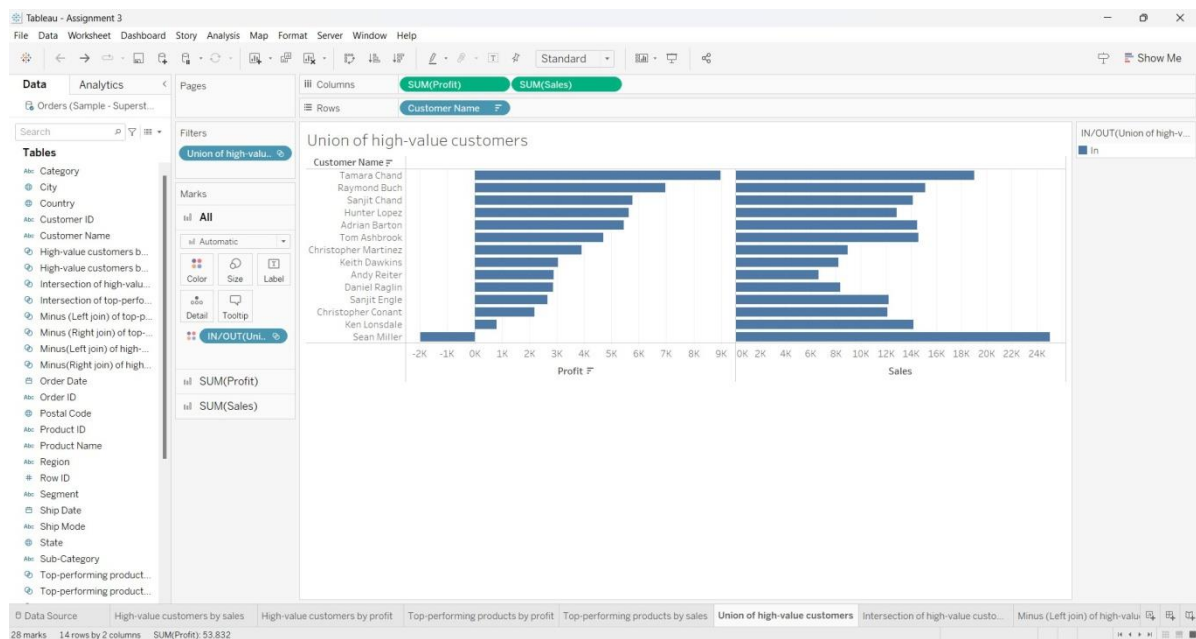 Tableau - Assignment 3
File Data Worksheet Dashboard Story Analysis Map Format Server Window Help
Standard
Show Me
Data Analytics
Orders (Sample - Superst...
Search
Tables
Abc Category
City
Country
Abc Customer ID
Abc Customer Name
High-value customers b...
High-value customers b...
Intersection of high-valu...
Intersection of top-perfo...
Minus (Left join) of top-p...
Minus (Right join) of top-...
Minus(Left join) of high-...
Minus(Right join) of high...
Order Date
Abc Order ID
Postal Code
Abc Product ID
Abc Product Name
Abc Region
# Row ID
Abc Segment
Ship Date
Abc Ship Mode
State
Abc Sub-Category
Top-performing product...
Top-performing product...
Pages
Filters
Union of high-valu..
Marks
All
Automatic
Color Size Label
Detail Tooltip
IN/OUT(Uni..
SUM(Profit)
SUM(Sales)
Columns SUM(Profit) SUM(Sales)
Rows Customer Name
Union of high-value customers
Customer Name
Tamara Chand
Raymond Buch
Sanjit Chand
Hunter Lopez
Adrian Barton
Tom Ashbrook
Christopher Martinez
Keith Dawkins
Andy Reiter
Daniel Raglin
Sanjit Engle
Christopher Conant
Ken Lonsdale
Sean Miller
-2K -1K 0K 1K 2K 3K 4K 5K 6K 7K 8K 9K 0K 2K 4K 6K 8K 10K 12K 14K 16K 18K 20K 22K 24K
Profit Sales
IN/OUT(Union of high-v...
In
Data Source High-value customers by sales High-value customers by profit Top-performing products by profit Top-performing products by sales Union of high-value customers Intersection of high-value custo... Minus (Left join) of high-valu
28 marks 14 rows by 2 columns SUM(Profit): 53,832